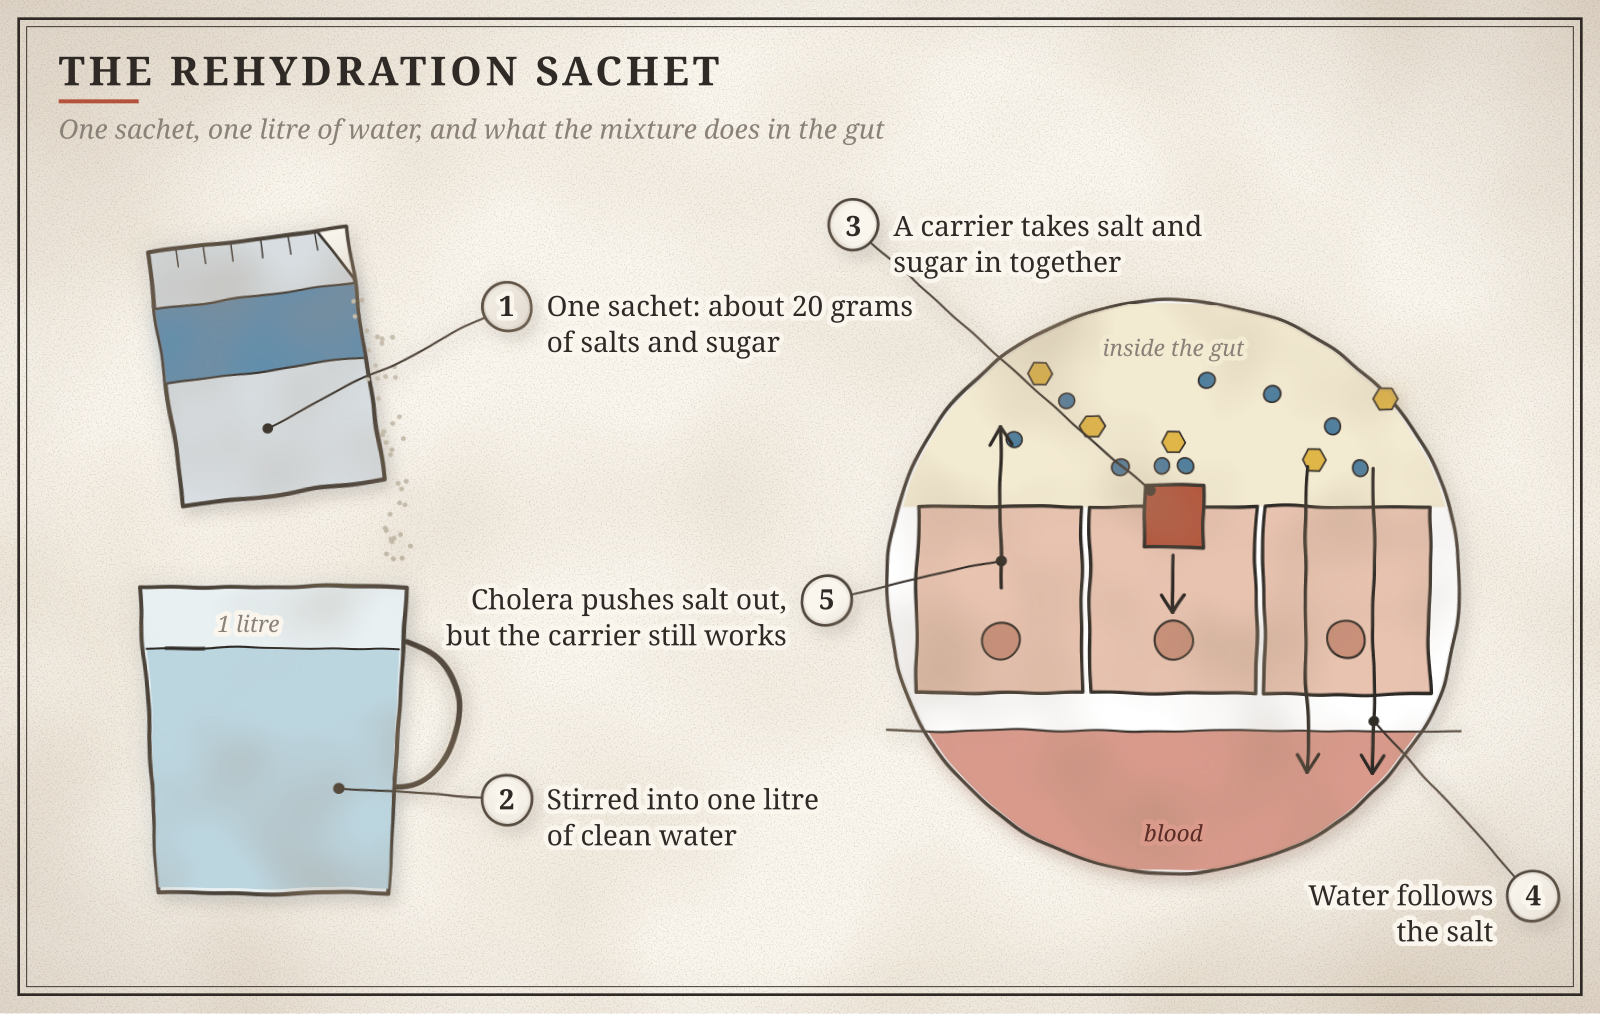 THE REHYDRATION SACHET
One sachet, one litre of water, and what the mixture does in the gut
1
One sachet: about 20 grams
of salts and sugar
1 litre
2
Stirred into one litre
of clean water
3
A carrier takes salt and
sugar in together
inside the gut
Cholera pushes salt out,
but the carrier still works
5
blood
Water follows
the salt
4